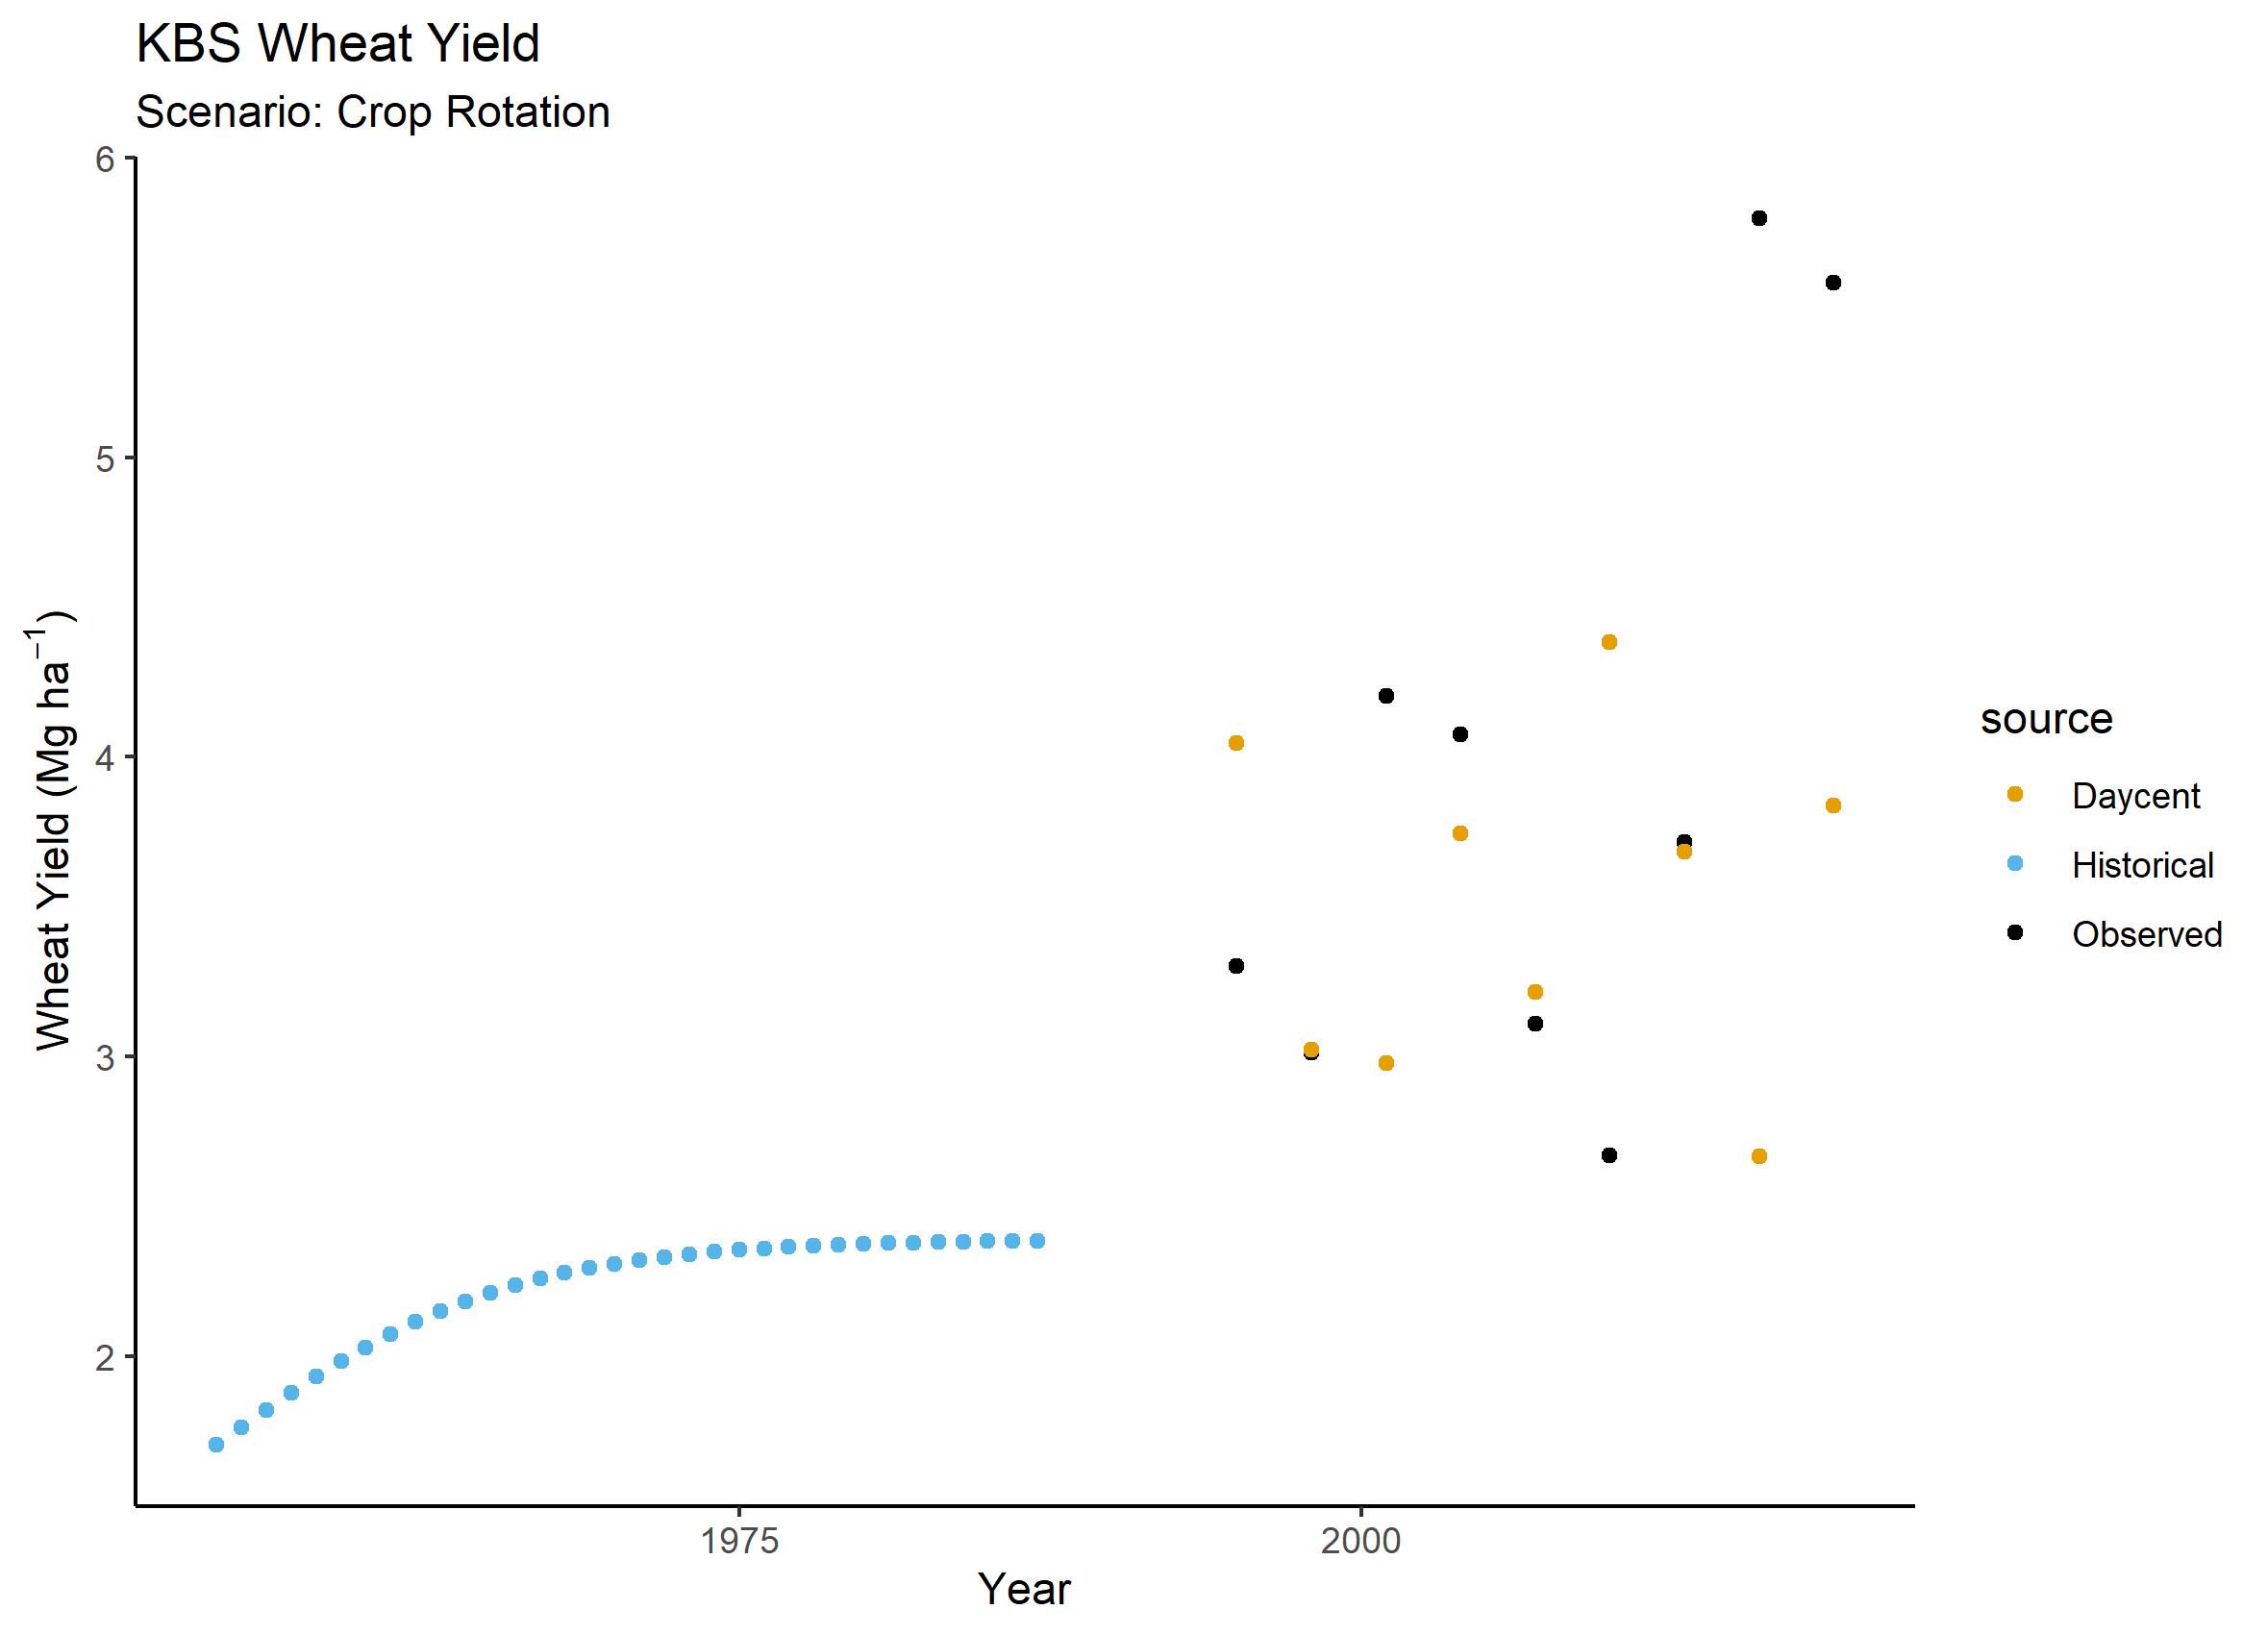 KBS Wheat Yield
Scenario: Crop Rotation
6
5
4
3
2
Wheat Yield (Mg ha⁻¹)
1975
2000
Year
source
Daycent
Historical
Observed